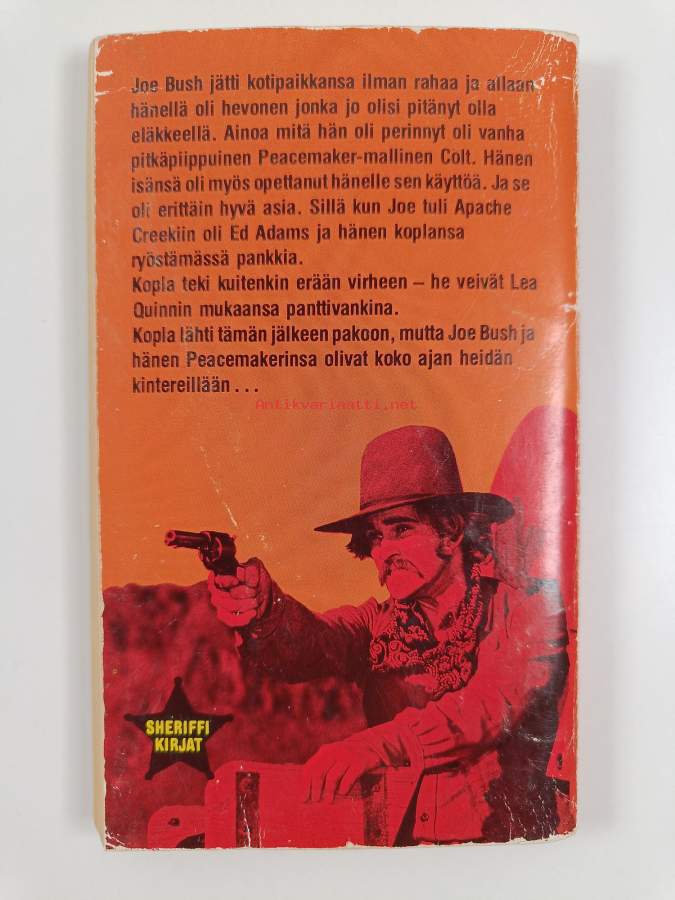 Joe Bush jätti kotipaikkansa ilman rahaa ja allaan
hänellä oli hevonen jonka jo olisi pitänyt olla
eläkkeellä. Ainoa mitä hän oli perinnyt oli vanha
pitkäpiippuinen Peacemaker-mallinen Colt. Hänen
isänsä oli myös opettanut hänelle sen käyttöä. Ja se
oli erittäin hyvä asia. Sillä kun Joe tuli Apache
Creekiin oli Ed Adams ja hänen koplansa
ryöstämässä pankkia.
Kopla teki kuitenkin erään virheen – he veivät Lea
Quinnin mukaansa panttivankina.
Kopla lähti tämän jälkeen pakoon, mutta Joe Bush ja
hänen Peacemakerinsa olivat koko ajan heidän
kintereillään . . .
Antikvariaatti.net
SHERIFFI
KIRJAT